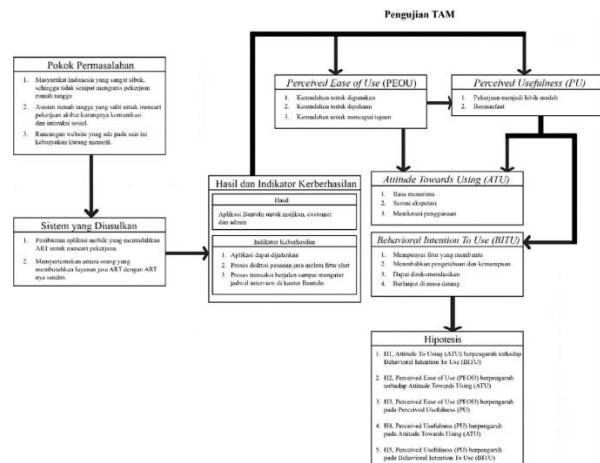 Pengujian TAM
Pokok Permasalahan
1. Masyarakat Indonesia yang sangat sibuk,
sehingga tidak sempat mengurus pekerjaan
rumah tangga
2. Asisten rumah tangga yang sulit untuk mencari
pekerjaan akibat kurangnya komunikasi
dan interaksi sosial.
3. Rancangan website yang ada pada saat ini
kebanyakan kurang menarik.
Sistem yang Diusulkan
1. Pembuatan aplikasi mobile yang memudahkan
ART untuk mencari pekerjaan.
2. Mempertemukan antara orang yang
membutuhkan layanan jasa ART dengan ART
nya sendiri.
Hasil dan Indikator Kerberhasilan
Hasil
Aplikasi Bantuln untuk majikan, customer
dan admin
Indikator Keberhasilan
1. Aplikasi dapat dijalankan
2. Proses diskusi pesanan jasa melalui fitur chat
3. Proses transaksi berjalan sampai mengatur
jadwal interview di kantor Bantuln
Perceived Ease of Use (PEOU)
1. Kemudahan untuk digunakan
2. Kemudahan untuk dipahami
3. Kemudahan untuk mencapai tujuan
Perceived Usefulness (PU)
1. Pekerjaan menjadi lebih mudah
2. Bermanfaat
Attitude Towards Using (ATU)
1. Rasa menerima
2. Sesuai ekspetasi
3. Menikmati penggunaan
Behavioral Intention To Use (BITU)
1. Mempunyai fitur yang membantu
2. Menambahkan pengetahuan dan kemampuan
3. Dapat direkomendasikan
4. Berlanjut di masa datang
Hipotesis
1. H1, Attitude To Using (ATU) berpengaruh terhadap
Behavioral Intention To Use (BITU)
2. H2, Perceived Ease of Use (PEOU) berpengaruh
terhadap Attitude Towards Using (ATU)
3. H3, Perceived Ease of Use (PEOU) berpengaruh
pada Perceived Usefulness (PU)
4. H4, Perceived Usefulness (PU) berpengaruh
pada Attitude Towards Using (ATU)
5. H5, Perceived Usefulness (PU) berpengaruh
pada Behavioral Intention To Use (BITU)